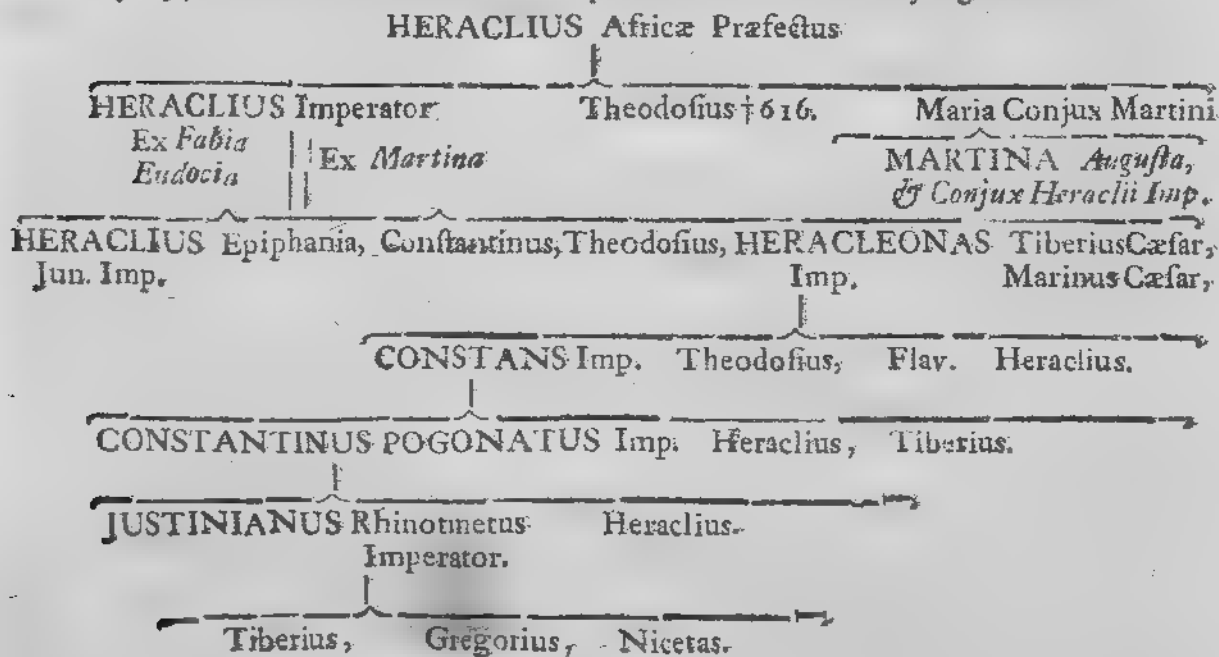 HERACLIUS Africæ Præfectus
HERACLIUS Imperator. Theodoſius †616. Maria Conjux Martini.
Ex Fabia Eudocia Ex Martina MARTINA Auguſta,
& Conjux Heraclii Imp.
HERACLIUS Epiphania, Conſtantinus, Theodoſius, HERACLEONAS Tiberius Cæſar,
Jun. Imp. Imp. Marinus Cæſar,
CONSTANS Imp. Theodoſius, Flav. Heraclius.
CONSTANTINUS POGONATUS Imp. Heraclius, Tiberius.
JUSTINIANUS Rhinotmetus Heraclius.
Imperator.
Tiberius, Gregorius, Nicetas.